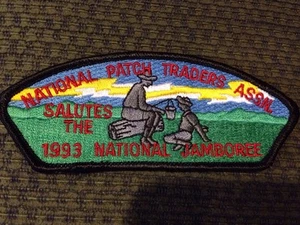 NATIONAL PATCH TRADERS ASSN.
SALUTES
THE
1993 NATIONAL JAMBOREE